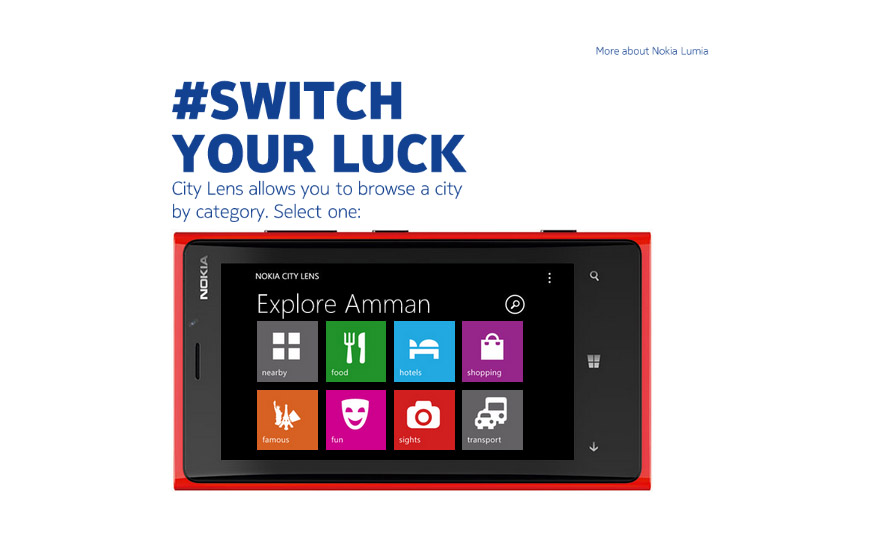 More about Nokia Lumia
#SWITCH
YOUR LUCK
City Lens allows you to browse a city
by category. Select one:
NOKIA
NOKIA CITY LENS
Explore Amman
nearby
food
hotels
shopping
famous
fun
sights
transport